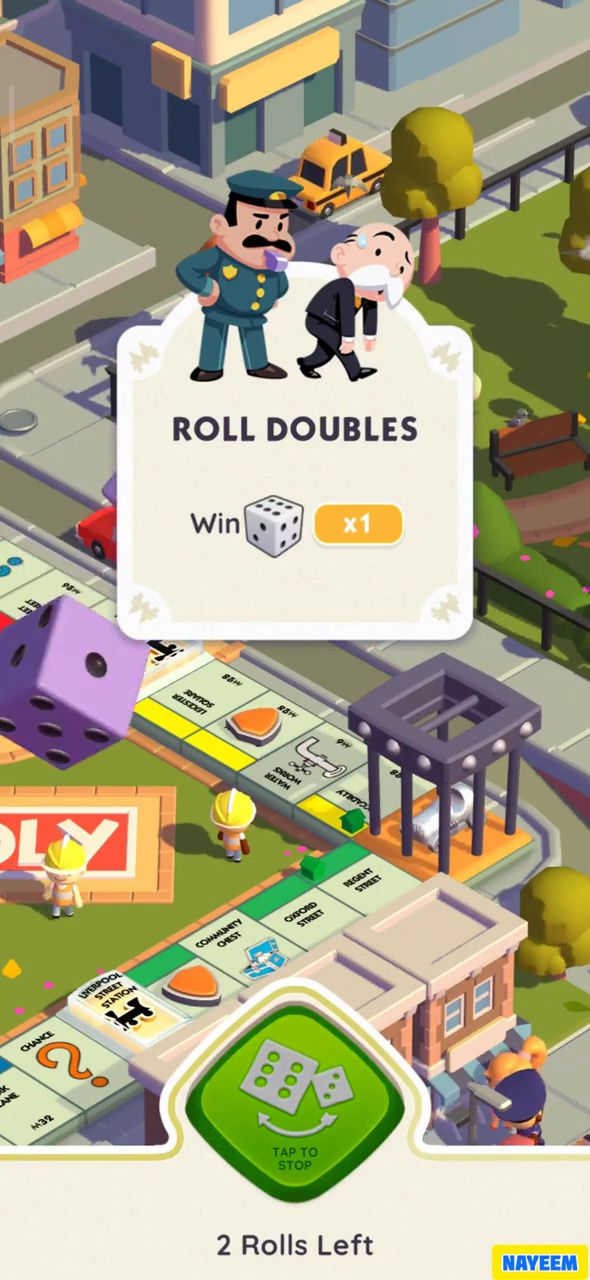 ROLL DOUBLES
Win x1
LEICESTER
SQUARE
WATER
WORKS
REGENT
STREET
OXFORD
STREET
COMMUNITY
CHEST
LIVERPOOL
STREET
STATION
CHANCE
TAP TO
STOP
2 Rolls Left
NAYEEM